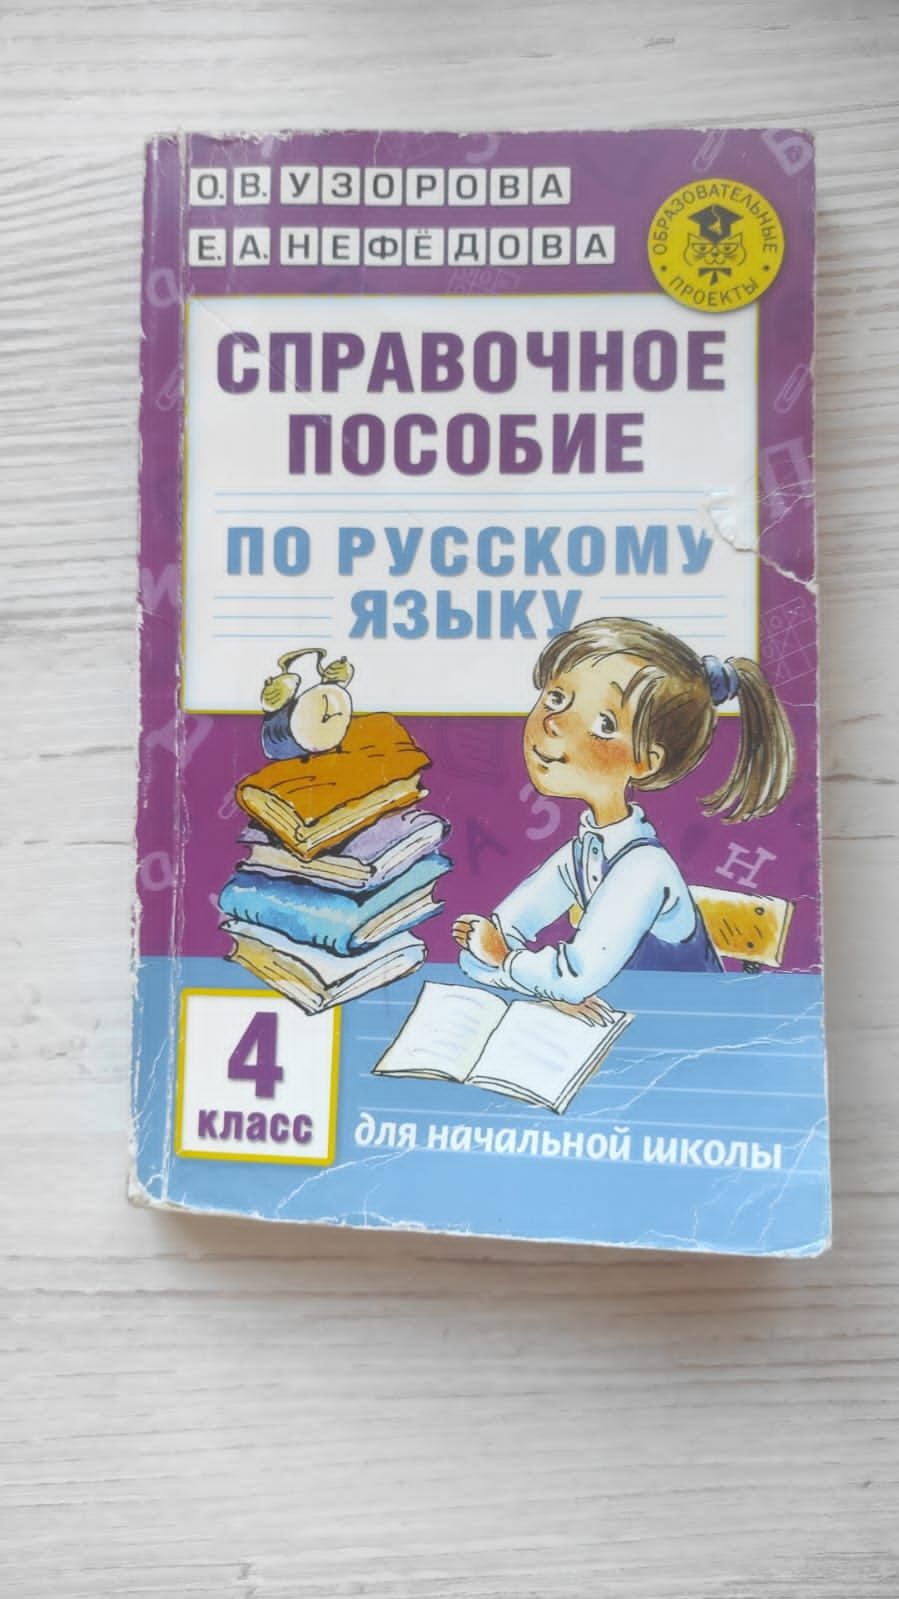 О.В.УЗОРОВА
Е.А.НЕФЁДОВА
ОБРАЗОВАТЕЛЬНЫЕ
ПРОЕКТЫ
СПРАВОЧНОЕ
ПОСОБИЕ
ПО РУССКОМУ
ЯЗЫКУ
4
КЛАСС
для начальной школы